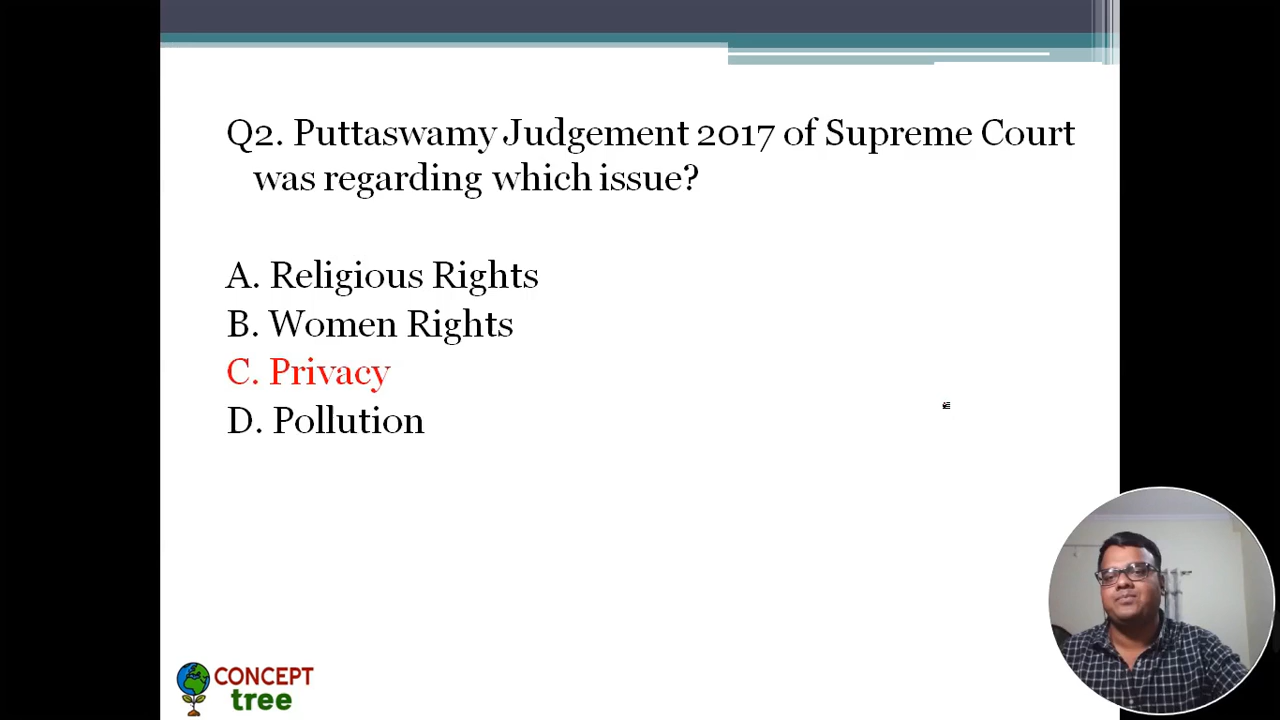 Q2. Puttaswamy Judgement 2017 of Supreme Court
was regarding which issue?
A. Religious Rights
B. Women Rights
C. Privacy
D. Pollution
CONCEPT
tree